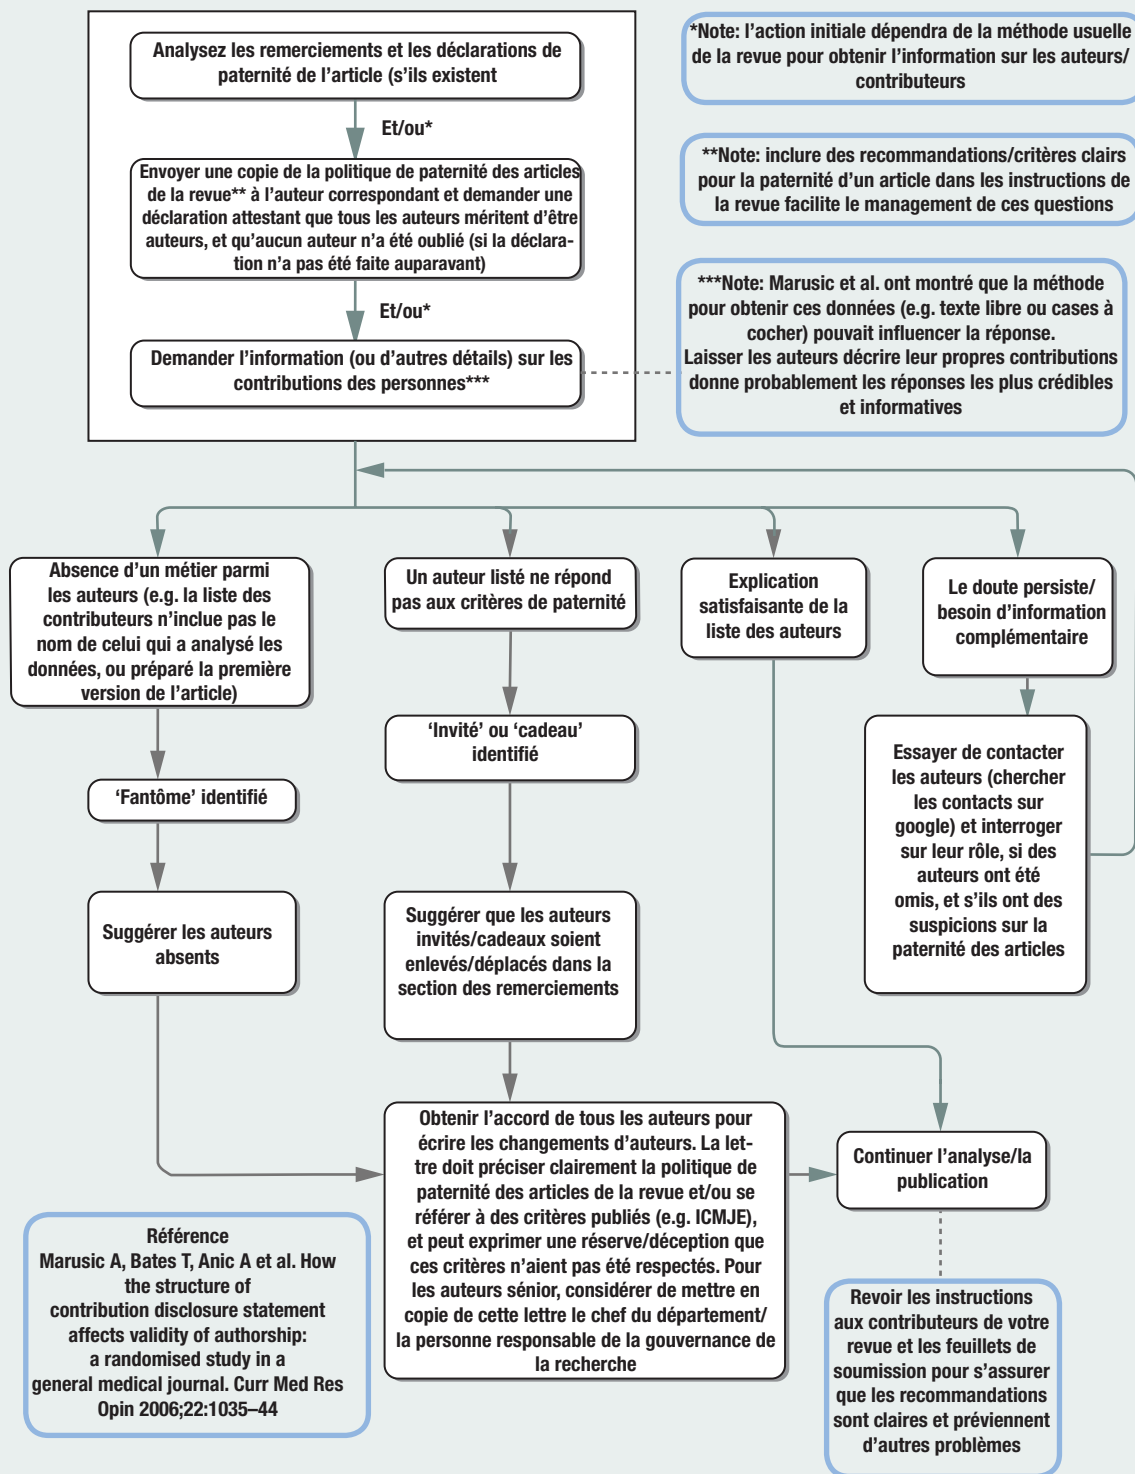 Analysez les remerciements et les déclarations de
paternité de l'article (s'ils existent
Et/ou*
Envoyer une copie de la politique de paternité des articles
de la revue** à l'auteur correspondant et demander une
déclaration attestant que tous les auteurs méritent d'être
auteurs, et qu'aucun auteur n'a été oublié (si la déclara-
tion n'a pas été faite auparavant)
Et/ou*
Demander l'information (ou d'autres détails) sur les
contributions des personnes***
*Note: l'action initiale dépendra de la méthode usuelle
de la revue pour obtenir l'information sur les auteurs/
contributeurs
**Note: inclure des recommandations/critères clairs
pour la paternité d'un article dans les instructions de
la revue facilite le management de ces questions
***Note: Marusic et al. ont montré que la méthode
pour obtenir ces données (e.g. texte libre ou cases à
cocher) pouvait influencer la réponse.
Laisser les auteurs décrire leur propres contributions
donne probablement les réponses les plus crédibles
et informatives
Absence d'un métier parmi
les auteurs (e.g. la liste des
contributeurs n'inclue pas le
nom de celui qui a analysé les
données, ou préparé la première
version de l'article)
'Fantôme' identifié
Suggérer les auteurs
absents
Un auteur listé ne répond
pas aux critères de paternité
'Invité' ou 'cadeau'
identifié
Suggérer que les auteurs
invités/cadeaux soient
enlevés/déplacés dans la
section des remerciements
Explication
satisfaisante de la
liste des auteurs
Le doute persiste/
besoin d'information
complémentaire
Essayer de contacter
les auteurs (chercher
les contacts sur
google) et interroger
sur leur rôle, si des
auteurs ont été
omis, et s'ils ont des
suspicions sur la
paternité des articles
Obtenir l'accord de tous les auteurs pour
écrire les changements d'auteurs. La let-
tre doit préciser clairement la politique de
paternité des articles de la revue et/ou se
référer à des critères publiés (e.g. ICMJE),
et peut exprimer une réserve/déception que
ces critères n'aient pas été respectés. Pour
les auteurs sénior, considérer de mettre en
copie de cette lettre le chef du département/
la personne responsable de la gouvernance de
la recherche
Continuer l'analyse/la
publication
Référence
Marusic A, Bates T, Anic A et al. How
the structure of
contribution disclosure statement
affects validity of authorship:
a randomised study in a
general medical journal. Curr Med Res
Opin 2006;22:1035–44
Revoir les instructions
aux contributeurs de votre
revue et les feuillets de
soumission pour s'assurer
que les recommandations
sont claires et préviennent
d'autres problèmes